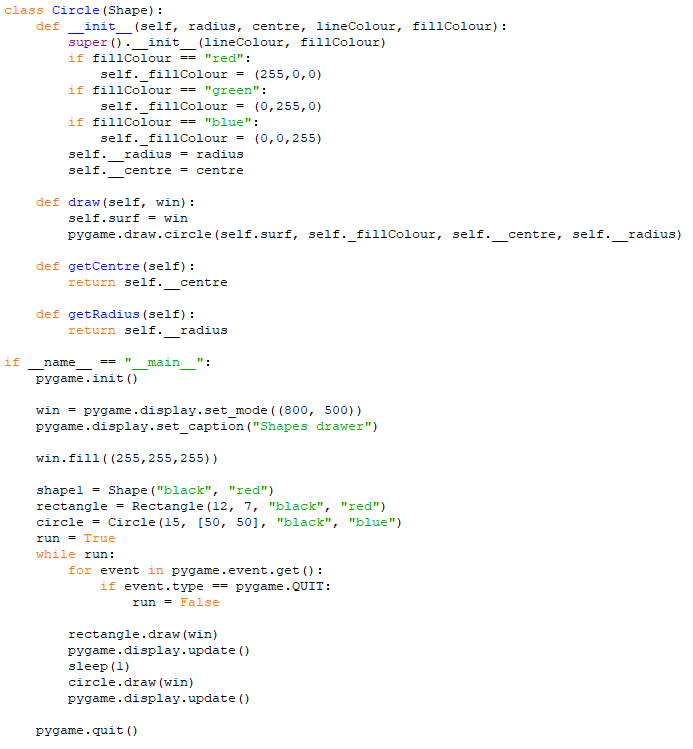 class Circle(Shape):
    def __init__(self, radius, centre, lineColour, fillColour):
        super().__init__(lineColour, fillColour)
        if fillColour == "red":
            self._fillColour = (255,0,0)
        if fillColour == "green":
            self._fillColour = (0,255,0)
        if fillColour == "blue":
            self._fillColour = (0,0,255)
        self.__radius = radius
        self.__centre = centre

    def draw(self, win):
        self.surf = win
        pygame.draw.circle(self.surf, self._fillColour, self.__centre, self.__radius)

    def getCentre(self):
        return self.__centre

    def getRadius(self):
        return self.__radius

if __name__ == "__main__":
    pygame.init()

    win = pygame.display.set_mode((800, 500))
    pygame.display.set_caption("Shapes drawer")

    win.fill((255,255,255))

    shape1 = Shape("black", "red")
    rectangle = Rectangle(12, 7, "black", "red")
    circle = Circle(15, [50, 50], "black", "blue")
    run = True
    while run:
        for event in pygame.event.get():
            if event.type == pygame.QUIT:
                run = False

        rectangle.draw(win)
        pygame.display.update()
        sleep(1)
        circle.draw(win)
        pygame.display.update()

    pygame.quit()